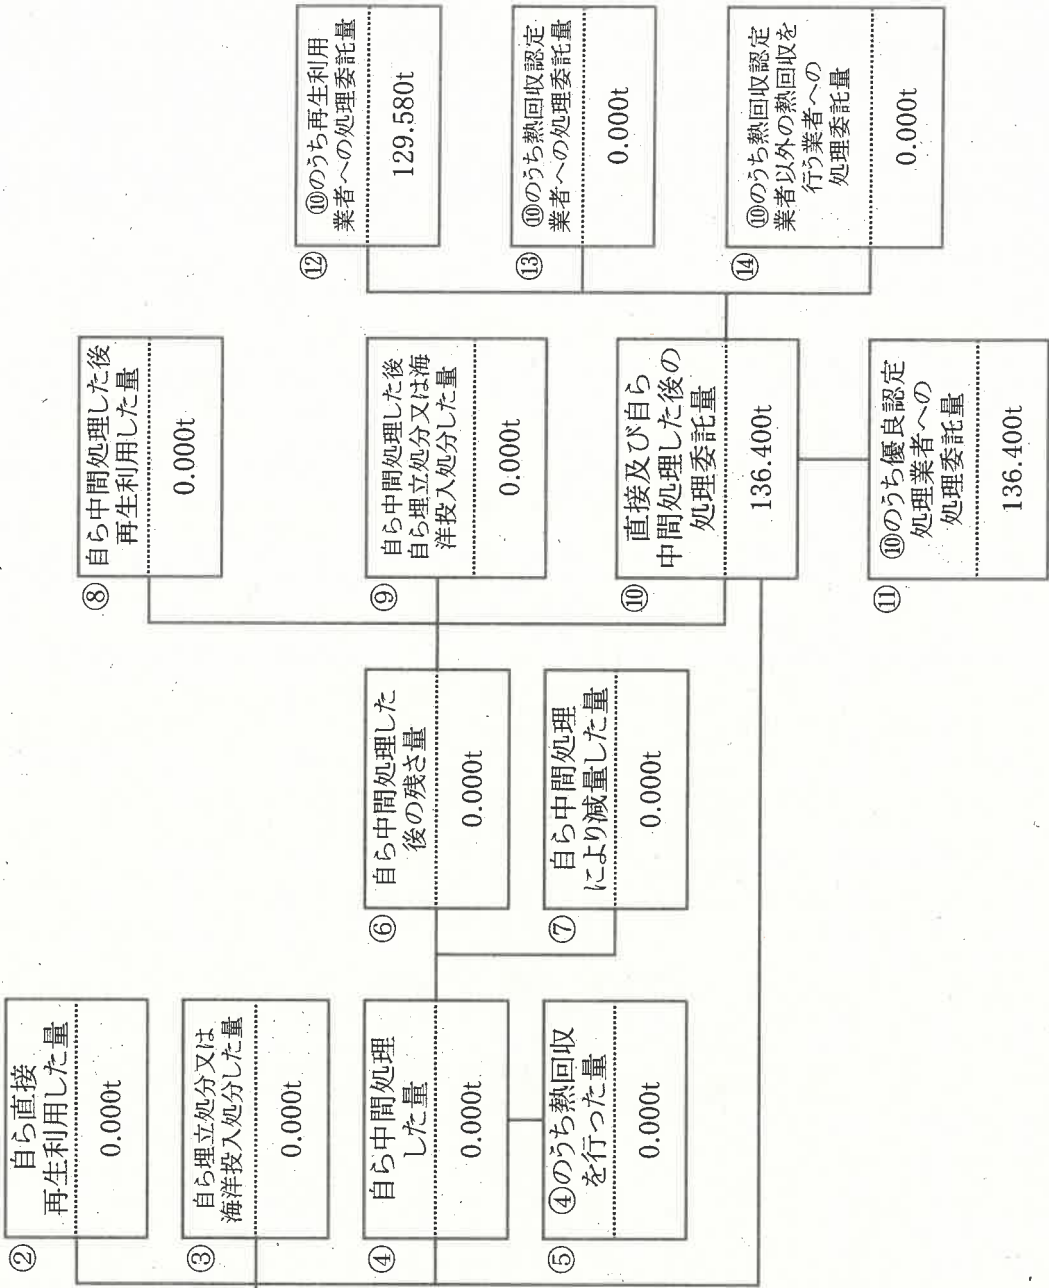 ②
自ら直接
再生利用した量
0.000t
③
自ら埋立処分又は
海洋投入処分した量
0.000t
④
自ら中間処理
した量
0.000t
⑤
④のうち熱回収
を行った量
0.000t
⑥
自ら中間処理した
後の残さ量
0.000t
⑦
自ら中間処理
により減量した量
0.000t
⑧
自ら中間処理した後
再生利用した量
0.000t
⑨
自ら中間処理した後
自ら埋立処分又は海
洋投入処分した量
0.000t
⑩
直接及び自ら
中間処理した後の
処理委託量
136.400t
⑪
⑩のうち優良認定
処理業者への
処理委託量
136.400t
⑫
⑩のうち再生利用
業者への処理委託量
129.580t
⑬
⑩のうち熱回収認定
業者への処理委託量
0.000t
⑭
⑩のうち熱回収認定
業者以外の熱回収を
行う業者への
処理委託量
0.000t